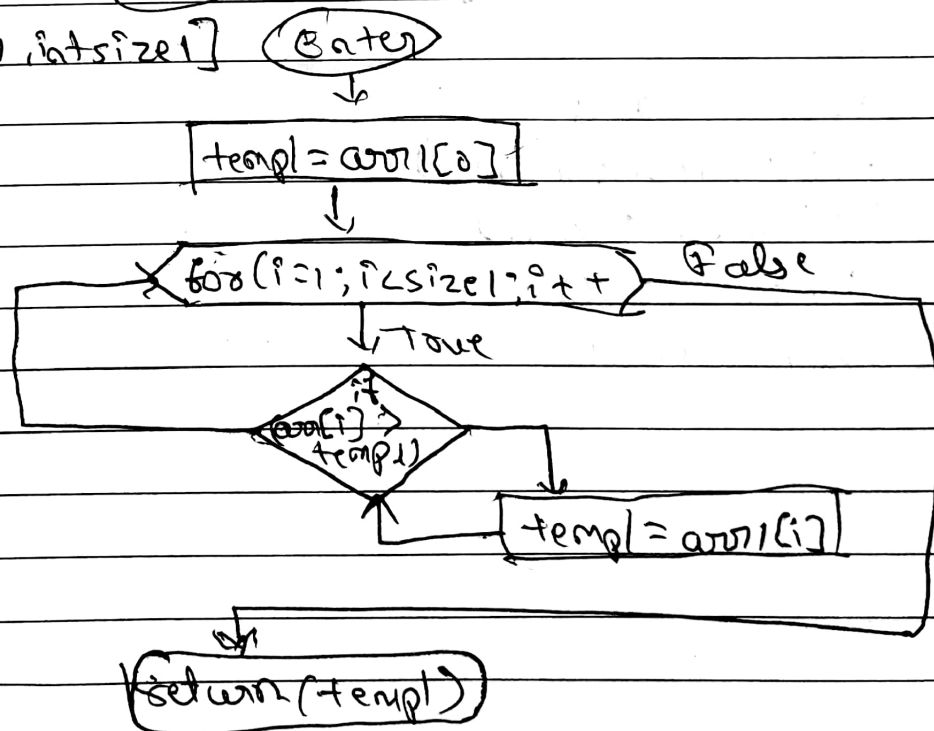 ,intsize1]
Enter
temp1=arr1[0]
for(i=1;i<size1;i++
False
True
if
(arr[i]>
temp1)
temp1=arr1[i]
return(temp1)